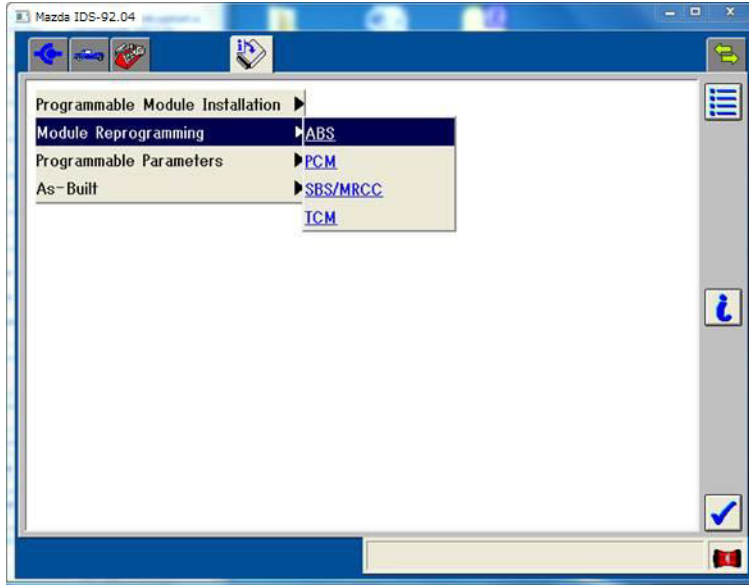 Mazda IDS-92.04
Programmable Module Installation
Module Reprogramming
ABS
Programmable Parameters
PCM
As-Built
SBS/MRCC
TCM